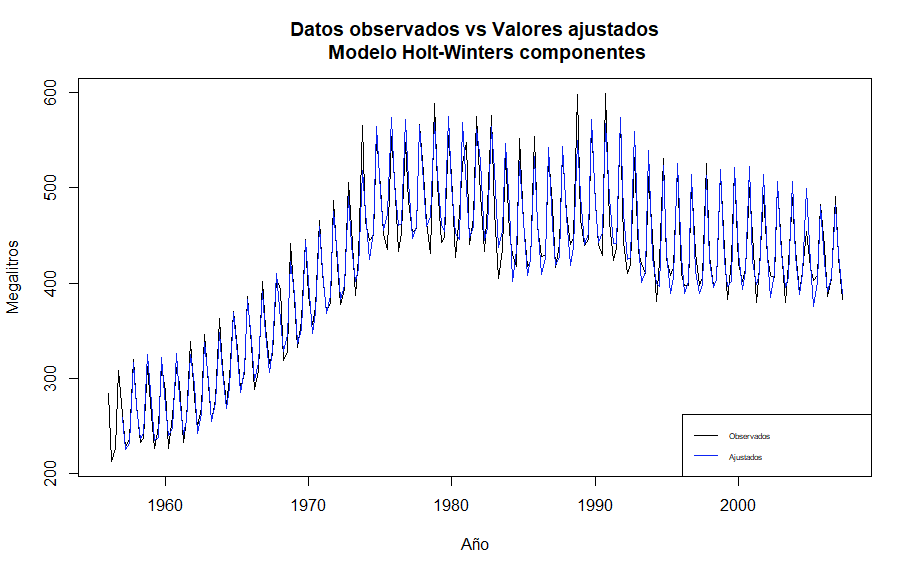 Datos observados vs Valores ajustados
Modelo Holt-Winters componentes
Megalitros
600
500
400
300
200
Observados
Ajustados
1960 1970 1980 1990 2000
Año